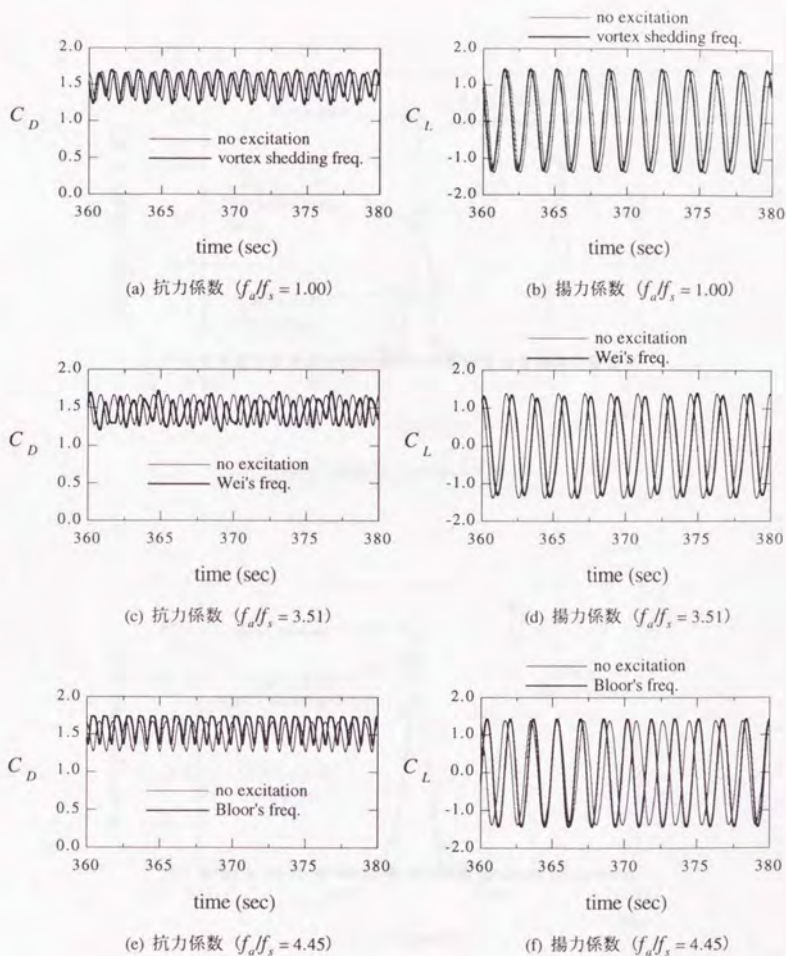 no excitation
vortex shedding freq.
2.0
1.5
C_D
1.0
0.5
0.0
no excitation
vortex shedding freq.
360 365 370 375 380
time (sec)
(a) 抗力係数 (f_a/f_s = 1.00)
2.0
1.0
C_L
0.0
-1.0
-2.0
360 365 370 375 380
time (sec)
(b) 揚力係数 (f_a/f_s = 1.00)
2.0
1.5
C_D
1.0
0.5
0.0
no excitation
Wei's freq.
360 365 370 375 380
time (sec)
(c) 抗力係数 (f_a/f_s = 3.51)
no excitation
Wei's freq.
2.0
1.0
C_L
0.0
-1.0
-2.0
360 365 370 375 380
time (sec)
(d) 揚力係数 (f_a/f_s = 3.51)
2.0
1.5
C_D
1.0
0.5
0.0
no excitation
Bloor's freq.
360 365 370 375 380
time (sec)
(e) 抗力係数 (f_a/f_s = 4.45)
no excitation
Bloor's freq.
2.0
1.0
C_L
0.0
-1.0
-2.0
360 365 370 375 380
time (sec)
(f) 揚力係数 (f_a/f_s = 4.45)